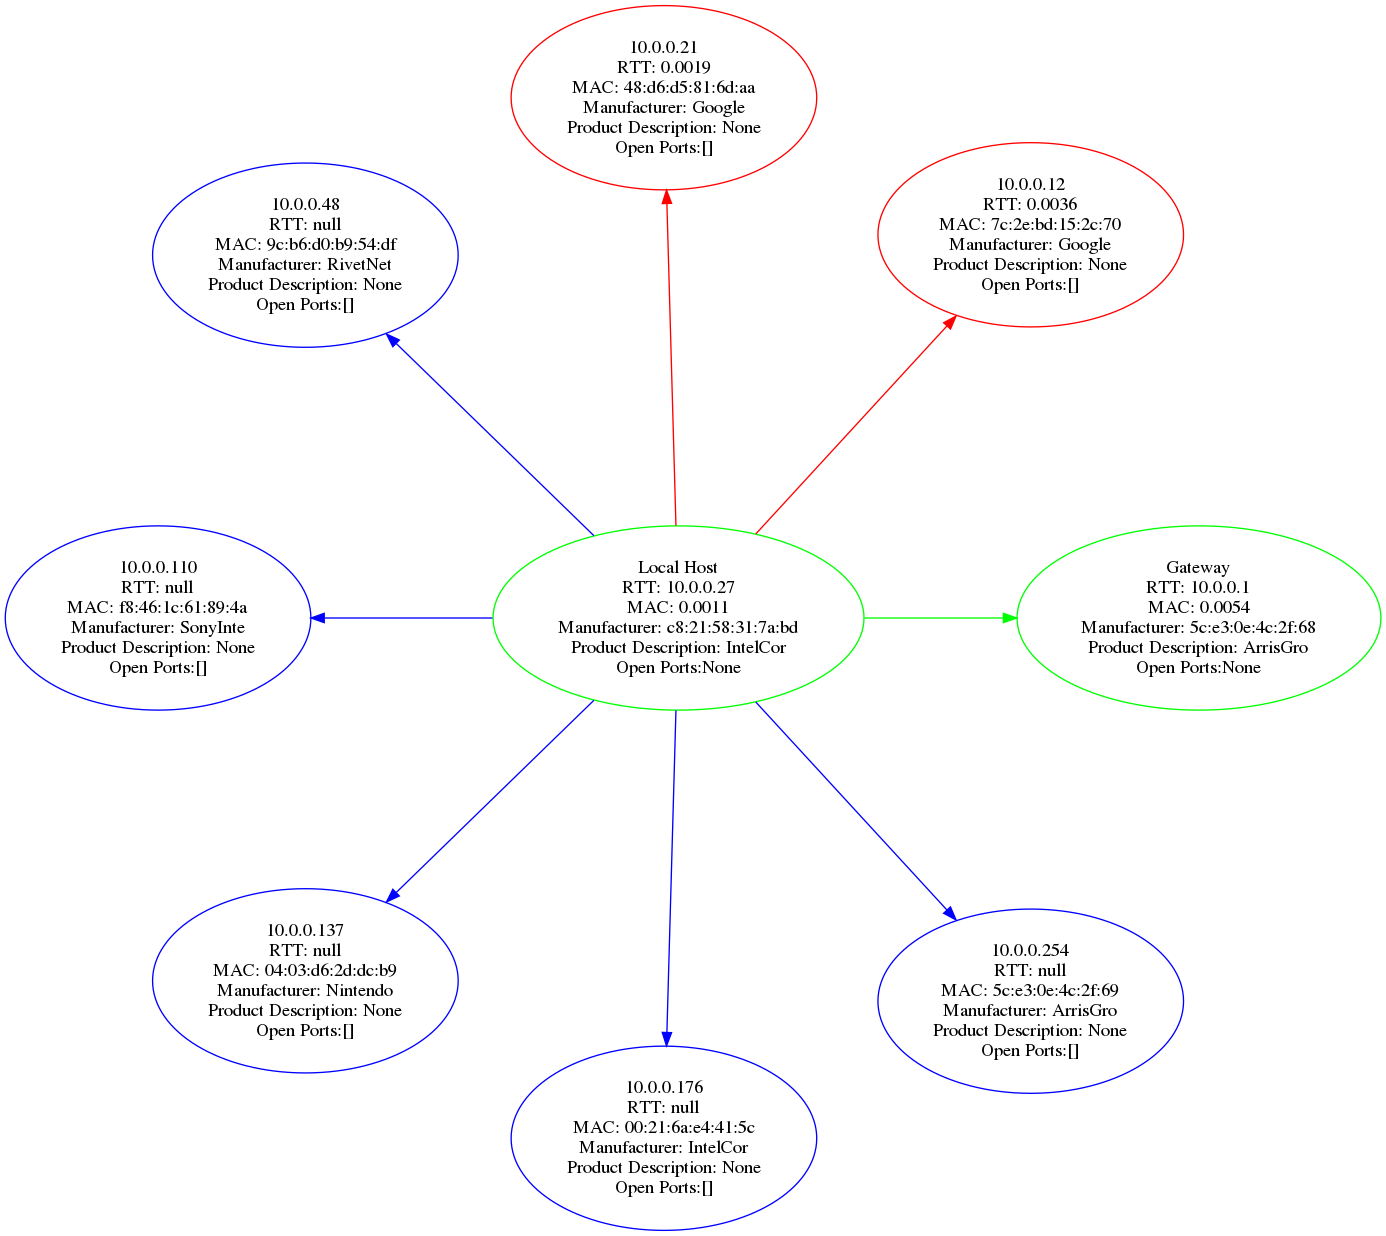 10.0.0.21
RTT: 0.0019
MAC: 48:d6:d5:81:6d:aa
Manufacturer: Google
Product Description: None
Open Ports:[]
10.0.0.12
RTT: 0.0036
MAC: 7c:2e:bd:15:2c:70
Manufacturer: Google
Product Description: None
Open Ports:[]
10.0.0.48
RTT: null
MAC: 9c:b6:d0:b9:54:df
Manufacturer: RivetNet
Product Description: None
Open Ports:[]
10.0.0.110
RTT: null
MAC: f8:46:1c:61:89:4a
Manufacturer: SonyInte
Product Description: None
Open Ports:[]
Local Host
RTT: 10.0.0.27
MAC: 0.0011
Manufacturer: c8:21:58:31:7a:bd
Product Description: IntelCor
Open Ports:None
Gateway
RTT: 10.0.0.1
MAC: 0.0054
Manufacturer: 5c:e3:0e:4c:2f:68
Product Description: ArrisGro
Open Ports:None
10.0.0.137
RTT: null
MAC: 04:03:d6:2d:dc:b9
Manufacturer: Nintendo
Product Description: None
Open Ports:[]
10.0.0.254
RTT: null
MAC: 5c:e3:0e:4c:2f:69
Manufacturer: ArrisGro
Product Description: None
Open Ports:[]
10.0.0.176
RTT: null
MAC: 00:21:6a:e4:41:5c
Manufacturer: IntelCor
Product Description: None
Open Ports:[]